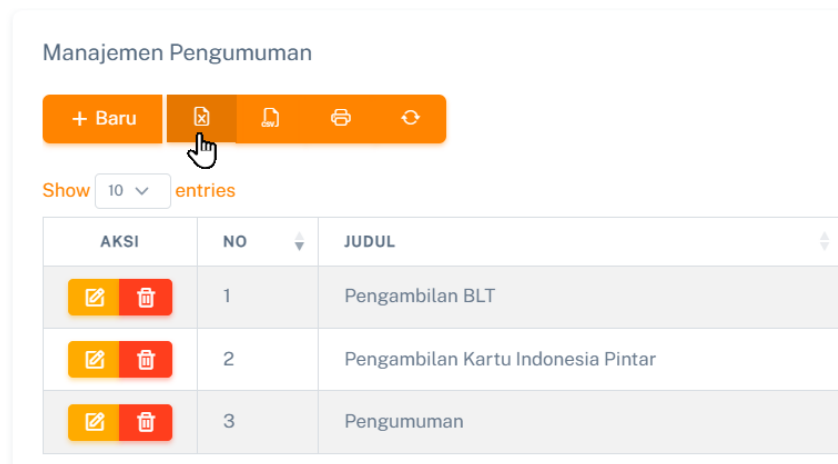 Manajemen Pengumuman
+ Baru
CSV
Show 10 entries
AKSI NO JUDUL
1 Pengambilan BLT
2 Pengambilan Kartu Indonesia Pintar
3 Pengumuman